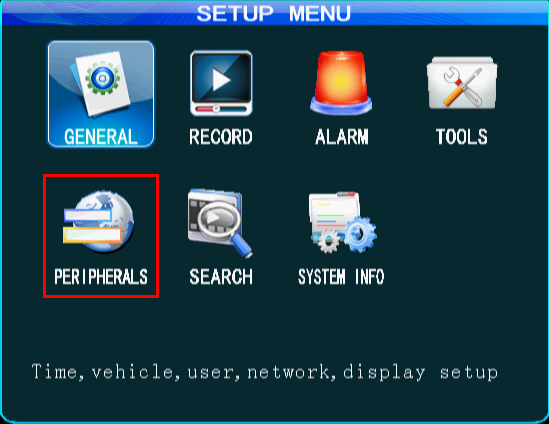 SETUP MENU
GENERAL RECORD ALARM TOOLS
PERIPHERALS SEARCH SYSTEM INFO
Time,vehicle,user,network,display setup